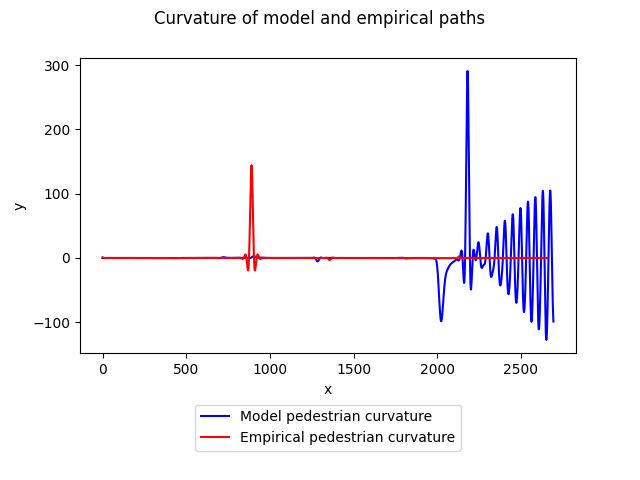 Curvature of model and empirical paths
300
200
100
0
−100
y
0 500 1000 1500 2000 2500
x
Model pedestrian curvature
Empirical pedestrian curvature